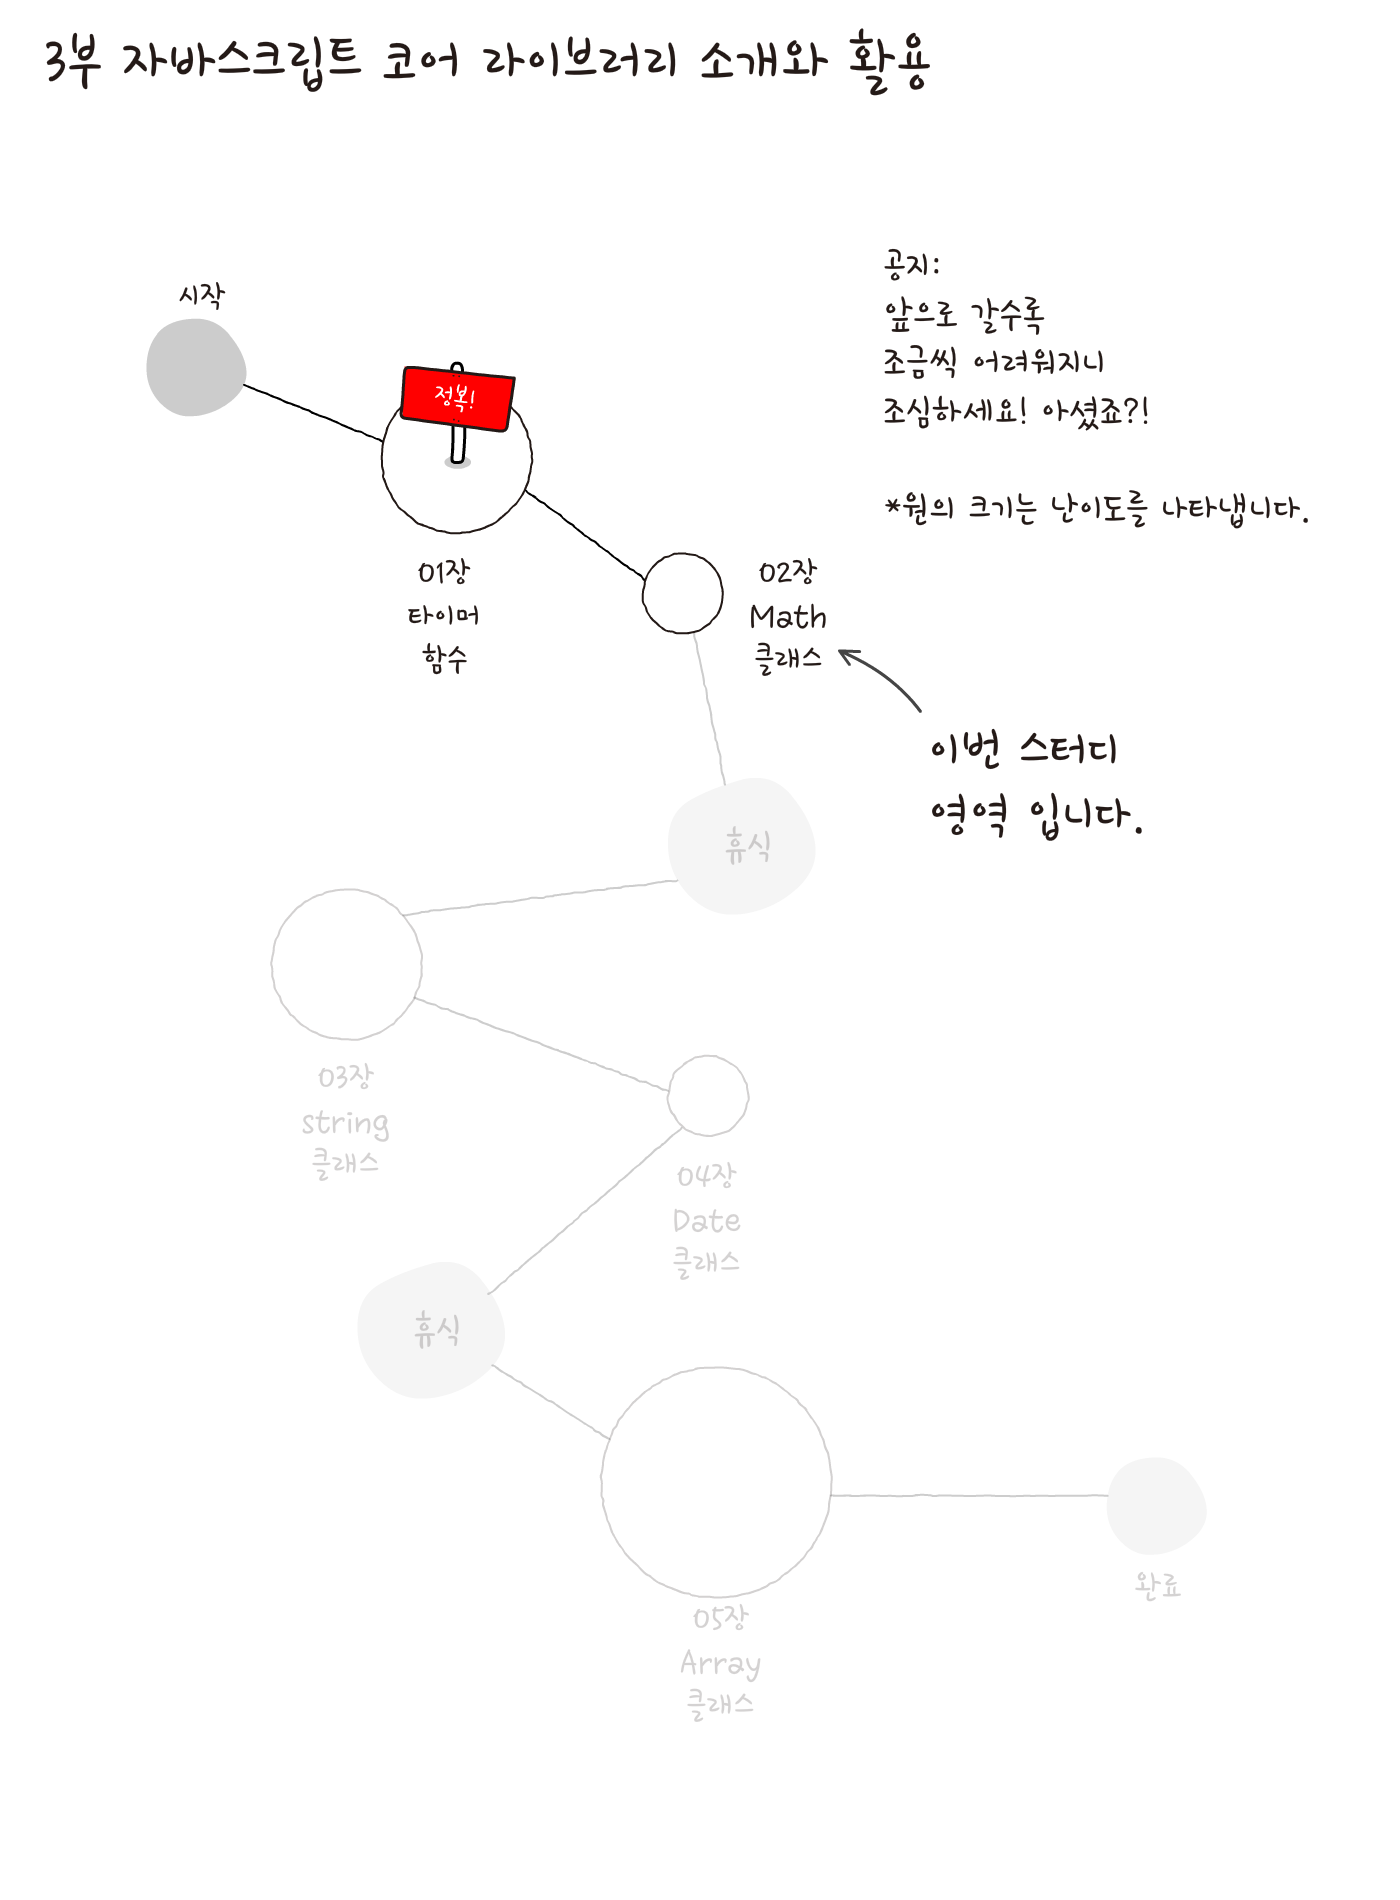 3부 자바스크립트 코어 라이브러리 소개와 활용
공지:
앞으로 갈수록
조금씩 어려워지니
조심하세요! 아셨죠?!
*원의 크기는 난이도를 나타냅니다.
시작
정복!
01장
타이머
함수
02장
Math
클래스
이번 스터디
영역 입니다.
휴식
03장
string
클래스
04장
Date
클래스
휴식
05장
Array
클래스
완료